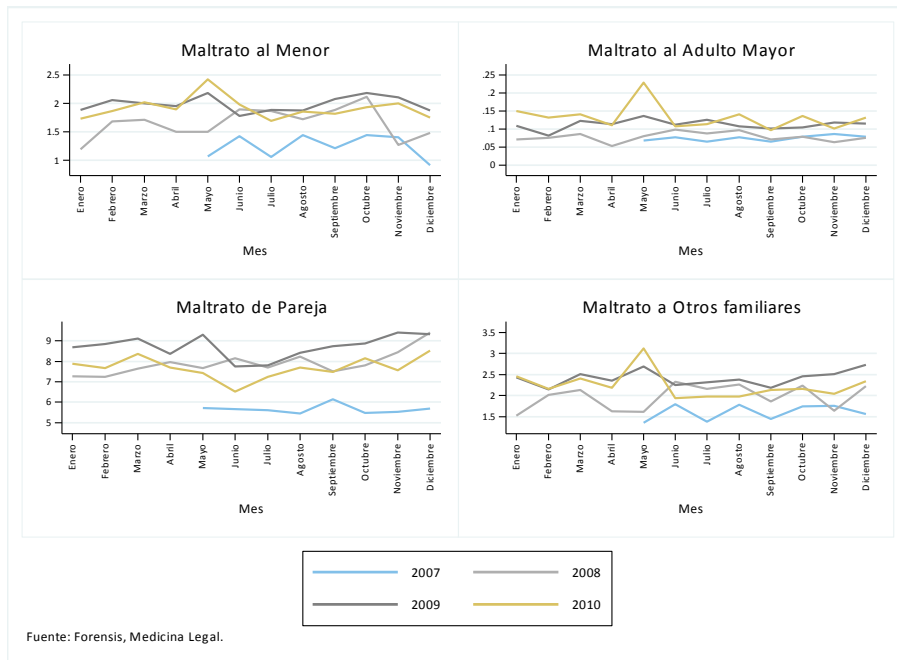 Maltrato al Menor
2.5
2
1.5
1
Enero
Febrero
Marzo
Abril
Mayo
Junio
Julio
Agosto
Septiembre
Octubre
Noviembre
Diciembre
Mes
Maltrato al Adulto Mayor
.25
.2
.15
.1
.05
0
Enero
Febrero
Marzo
Abril
Mayo
Junio
Julio
Agosto
Septiembre
Octubre
Noviembre
Diciembre
Mes
Maltrato de Pareja
9
8
7
6
5
Enero
Febrero
Marzo
Abril
Mayo
Junio
Julio
Agosto
Septiembre
Octubre
Noviembre
Diciembre
Mes
Maltrato a Otros familiares
3.5
3
2.5
2
1.5
Enero
Febrero
Marzo
Abril
Mayo
Junio
Julio
Agosto
Septiembre
Octubre
Noviembre
Diciembre
Mes
2007 2008
2009 2010
Fuente: Forensis, Medicina Legal.